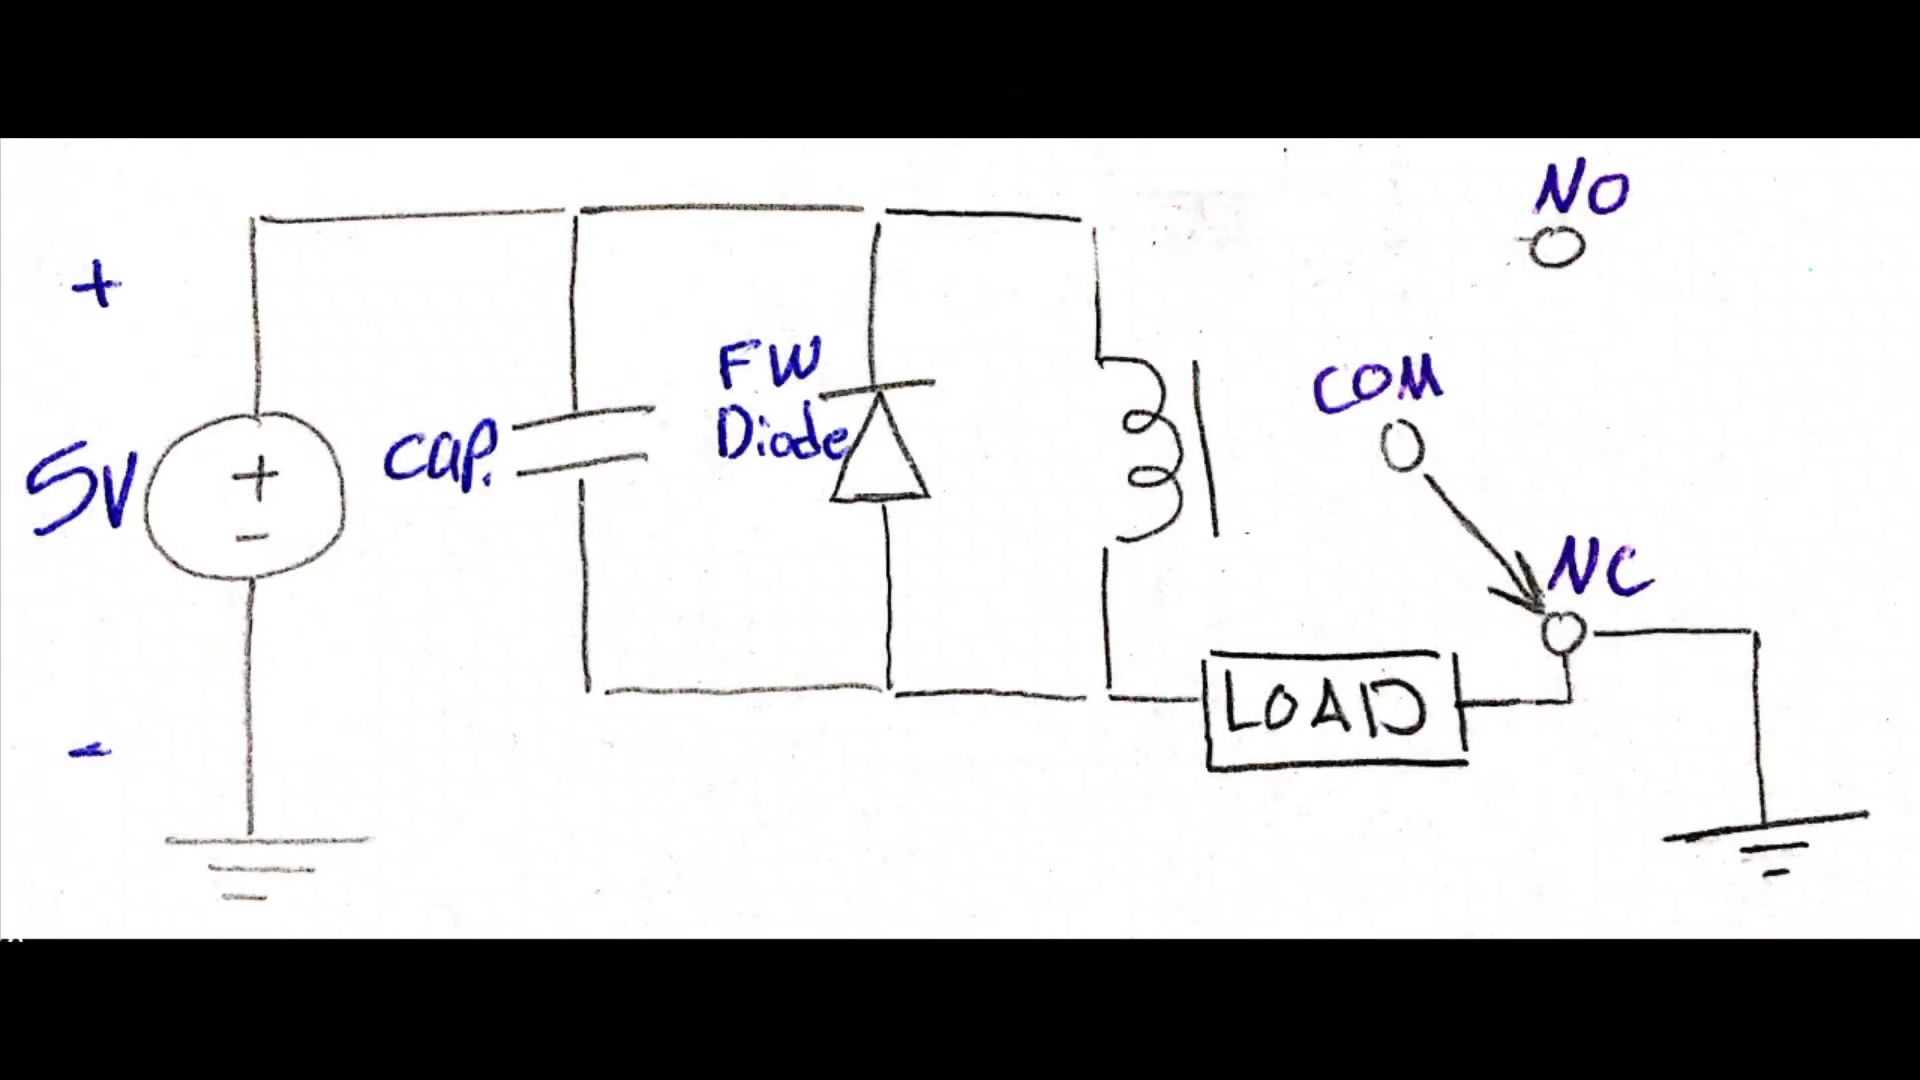 NO
+
FW
COM
5V
+
-
cap.
Diode
NC
LOAD
-